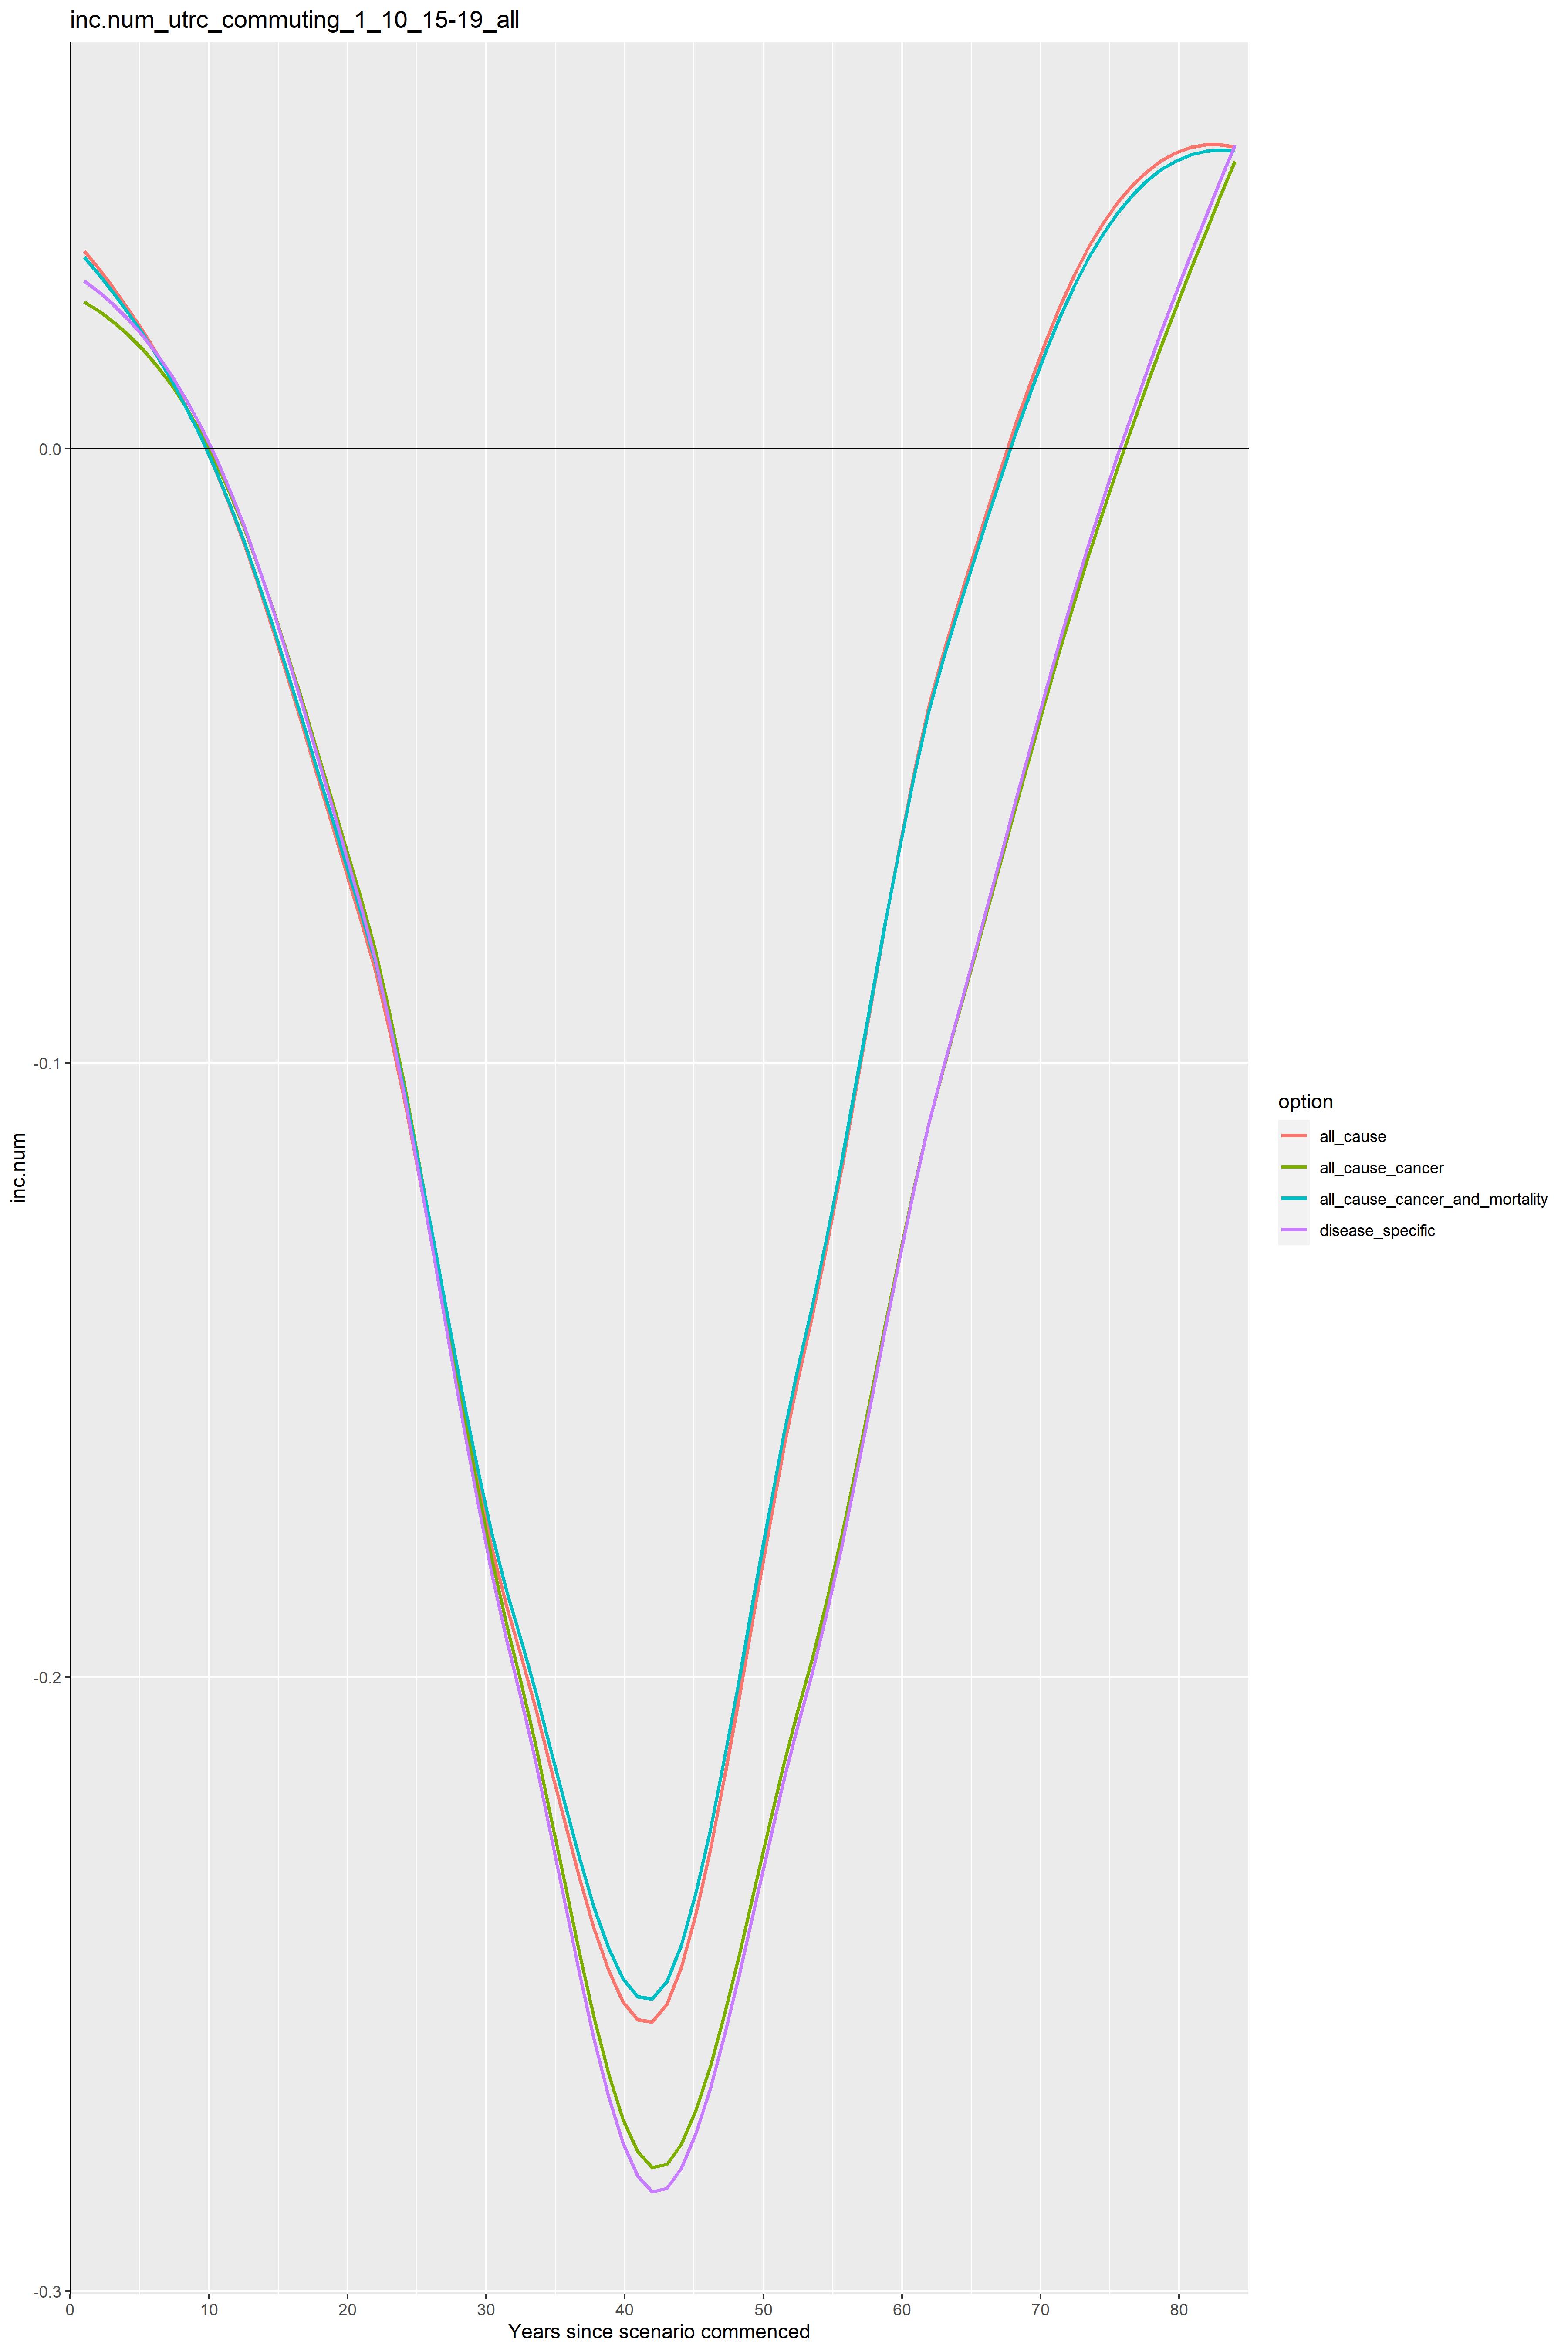 inc.num_utrc_commuting_1_10_15-19_all
0.0
-0.1
-0.2
-0.3
inc.num
0 10 20 30 40 50 60 70 80
Years since scenario commenced
option
all_cause
all_cause_cancer
all_cause_cancer_and_mortality
disease_specific